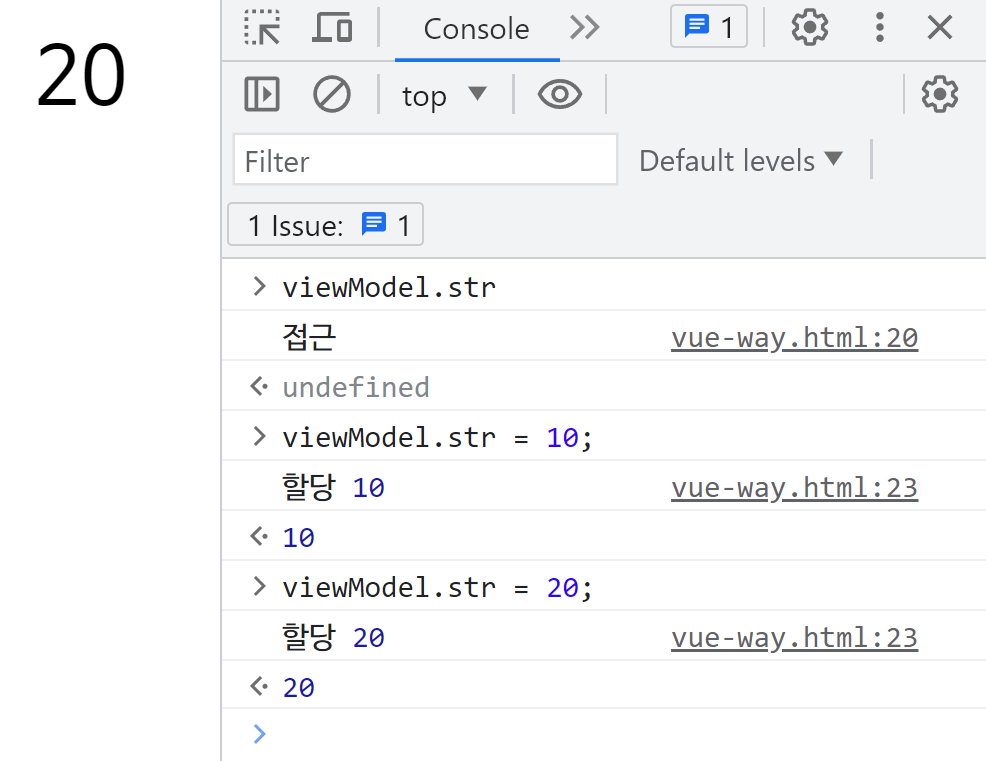 20
Console
1
top
Filter
Default levels
1 Issue: 1
viewModel.str
접근 vue-way.html:20
undefined
viewModel.str = 10;
할당 10 vue-way.html:23
10
viewModel.str = 20;
할당 20 vue-way.html:23
20